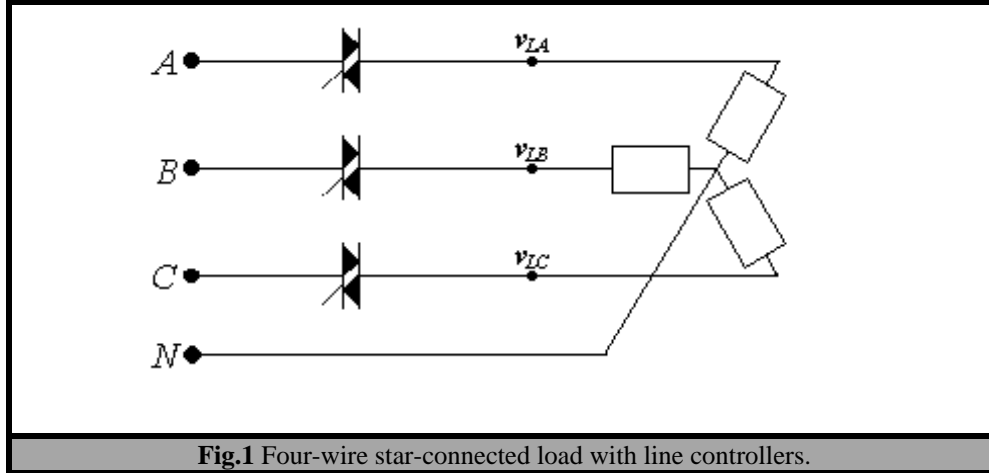 v_LA
A
v_LB
B
v_LC
C
N
Fig.1 Four-wire star-connected load with line controllers.